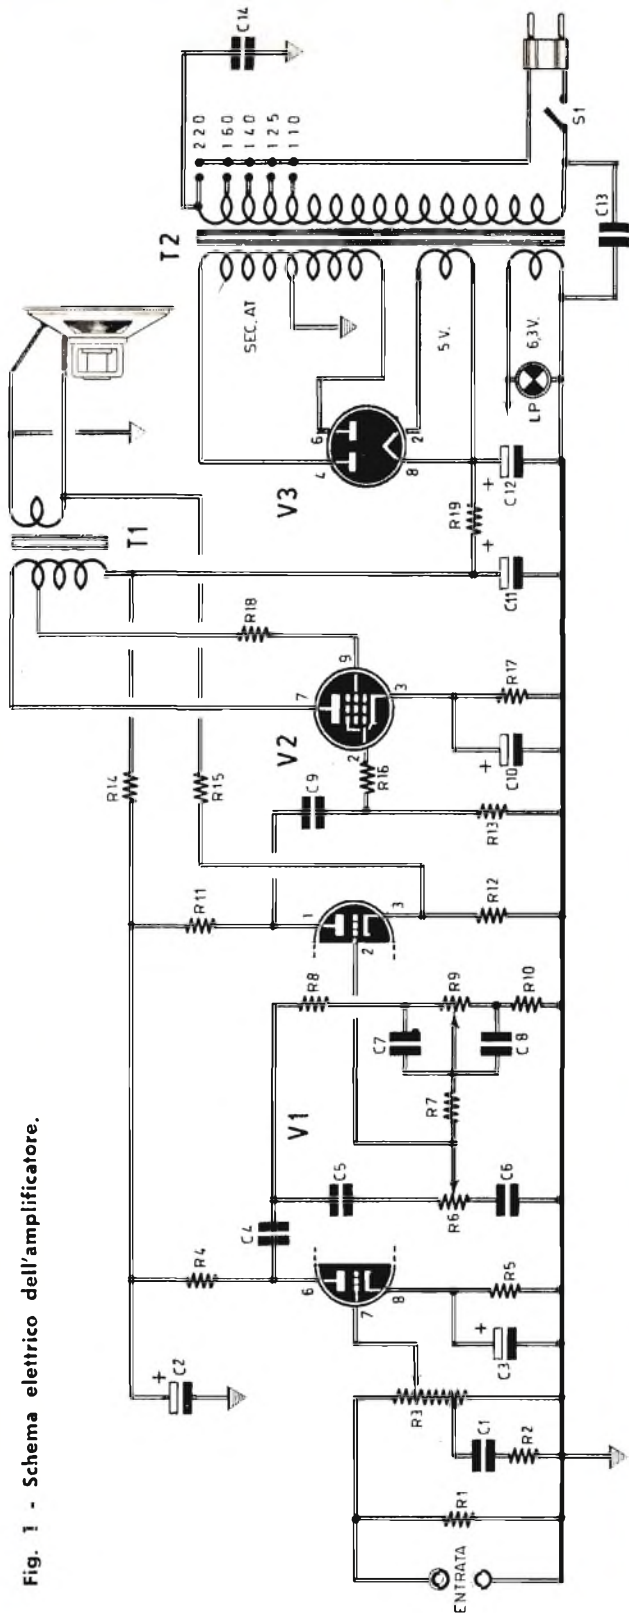 Fig. 1 - Schema elettrico dell'amplificatore.
ENTRATA
R1
R2
C1
R3
C2
+
R4
6
7
8
C3
+
R5
C4
C5
R6
C6
V1
R7
C7
C8
R8
R9
R10
R11
1
2
3
R12
R13
C9
R14
R15
R16
V2
2
7
9
3
C10
+
R17
R18
T1
C11
+
R19
C12
+
V3
4
6
8
2
T2
SEC. AT
5 V.
6,3V.
LP
220
160
140
125
110
C14
S1
C13